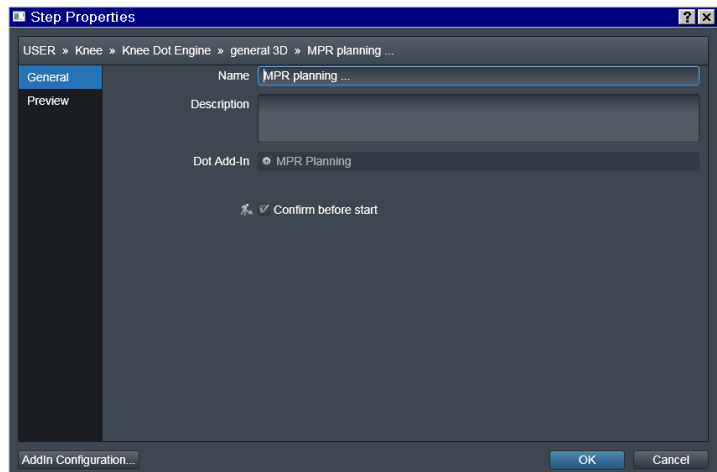 Step Properties
USER » Knee » Knee Dot Engine » general 3D » MPR planning ...
General
Name MPR planning ...
Preview
Description
Dot Add-In MPR Planning
Confirm before start
AddIn Configuration... OK Cancel